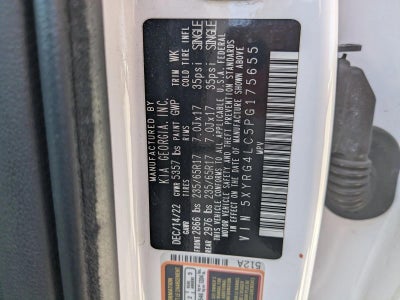 MANUFACTURED BY
KIA GEORGIA, INC.
DEC/14/22 GVWR 5357 lbs PAINT GWP TRIM WK
GAWR TIRES RIMS COLD TIRE INFL
FRONT 2866 lbs 235/65R17 7.0Jx17 35psi SINGLE
REAR 2976 lbs 235/65R17 7.0Jx17 35psi SINGLE
THIS VEHICLE CONFORMS TO ALL APPLICABLE U.S.A. FEDERAL
MOTOR VEHICLE SAFETY AND THEFT PREVENTION STANDARDS
IN EFFECT ON THE DATE OF MANUFACTURE SHOWN ABOVE
VIN 5XYRG4LC5PG175655
MPV
512A